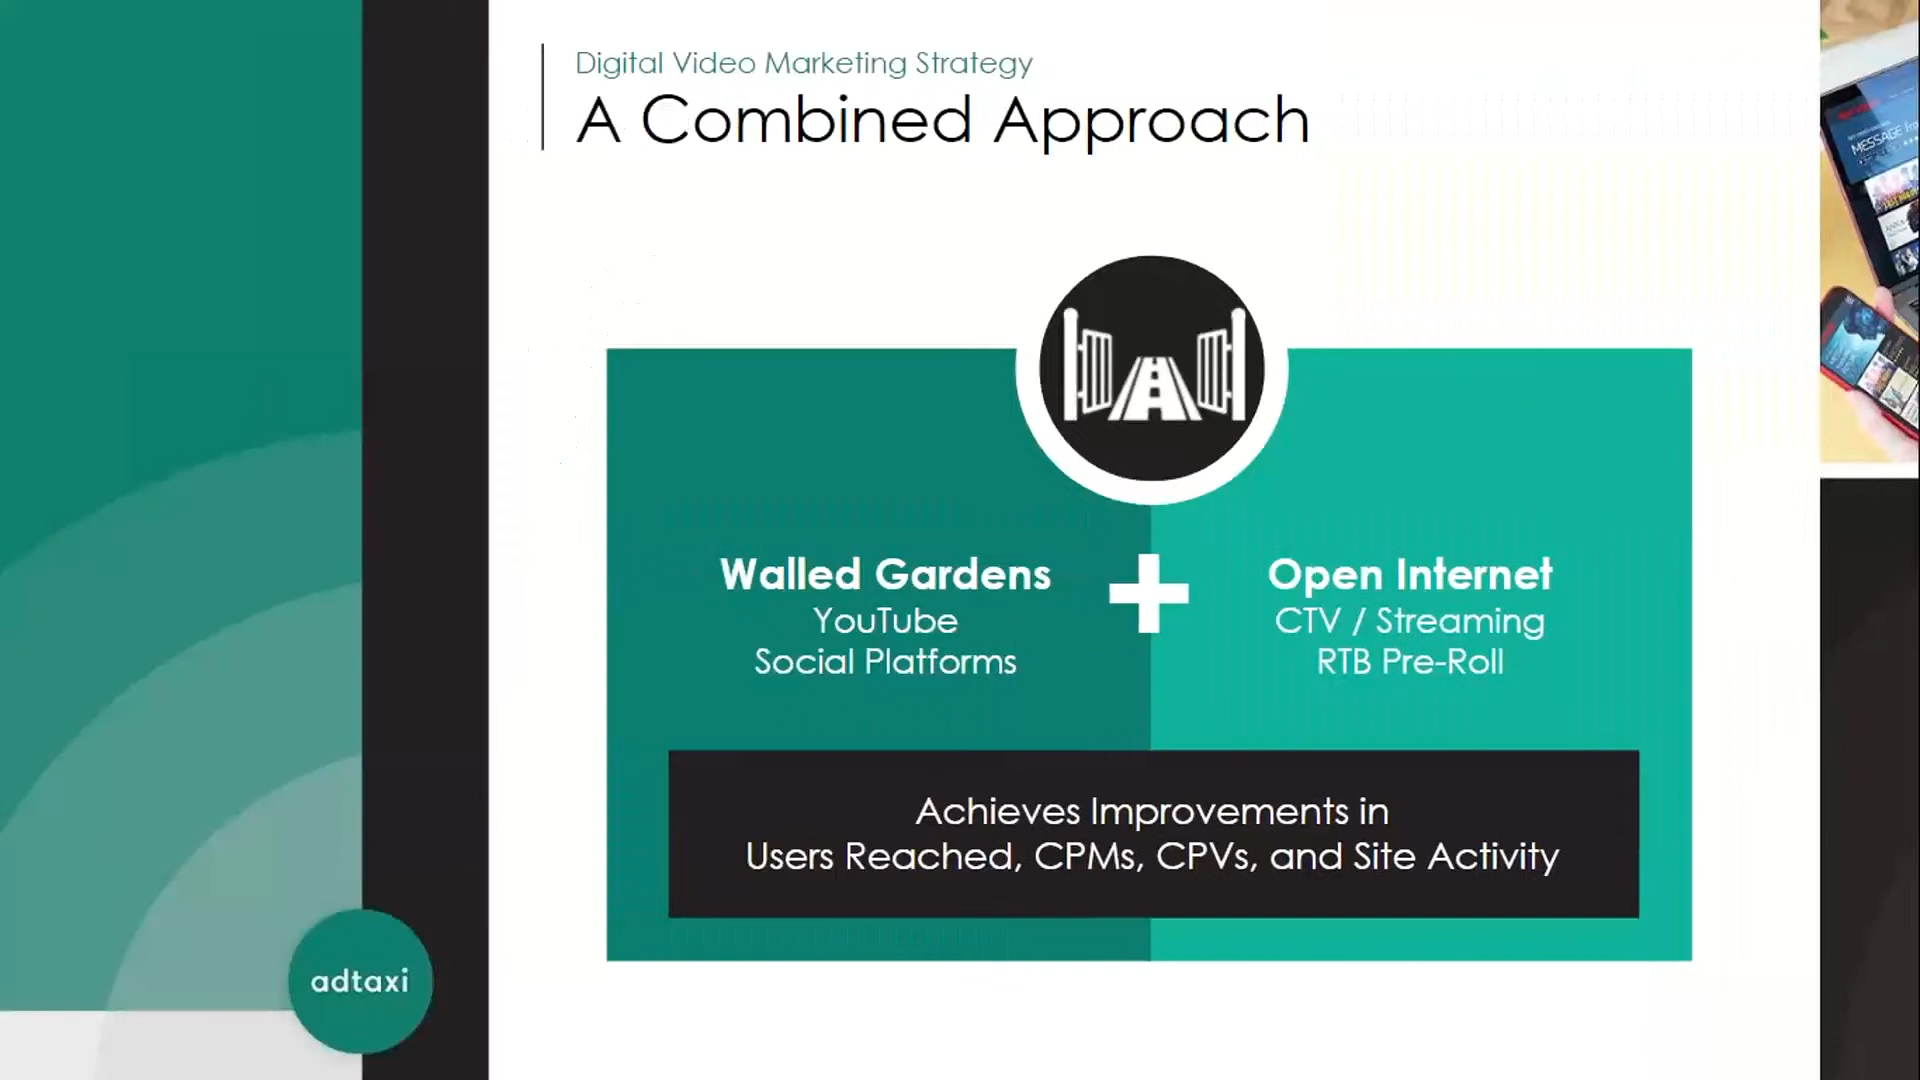 Digital Video Marketing Strategy
A Combined Approach
Walled Gardens
YouTube
Social Platforms
Open Internet
CTV / Streaming
RTB Pre-Roll
Achieves Improvements in
Users Reached, CPMs, CPVs, and Site Activity
adtaxi
MESSAGE